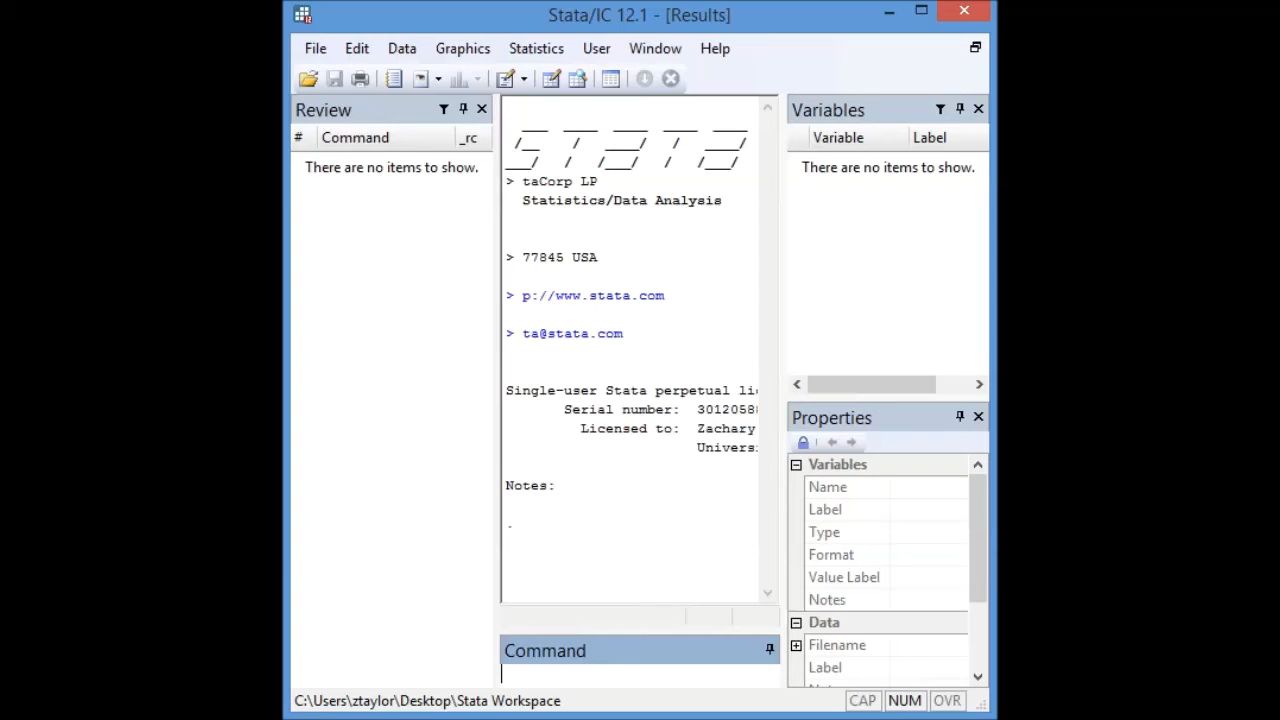 Stata/IC 12.1 - [Results]
File Edit Data Graphics Statistics User Window Help
Review
# Command _rc
There are no items to show.
STATA
> taCorp LP
Statistics/Data Analysis
> 77845 USA
> p://www.stata.com
> ta@stata.com
Single-user Stata perpetual li
Serial number: 3012058
Licensed to: Zachary
Univers
Notes:
.
Command
Variables
Variable Label
There are no items to show.
Properties
Variables
Name
Label
Type
Format
Value Label
Notes
Data
Filename
Label
C:\Users\ztaylor\Desktop\Stata Workspace
CAP NUM OVR